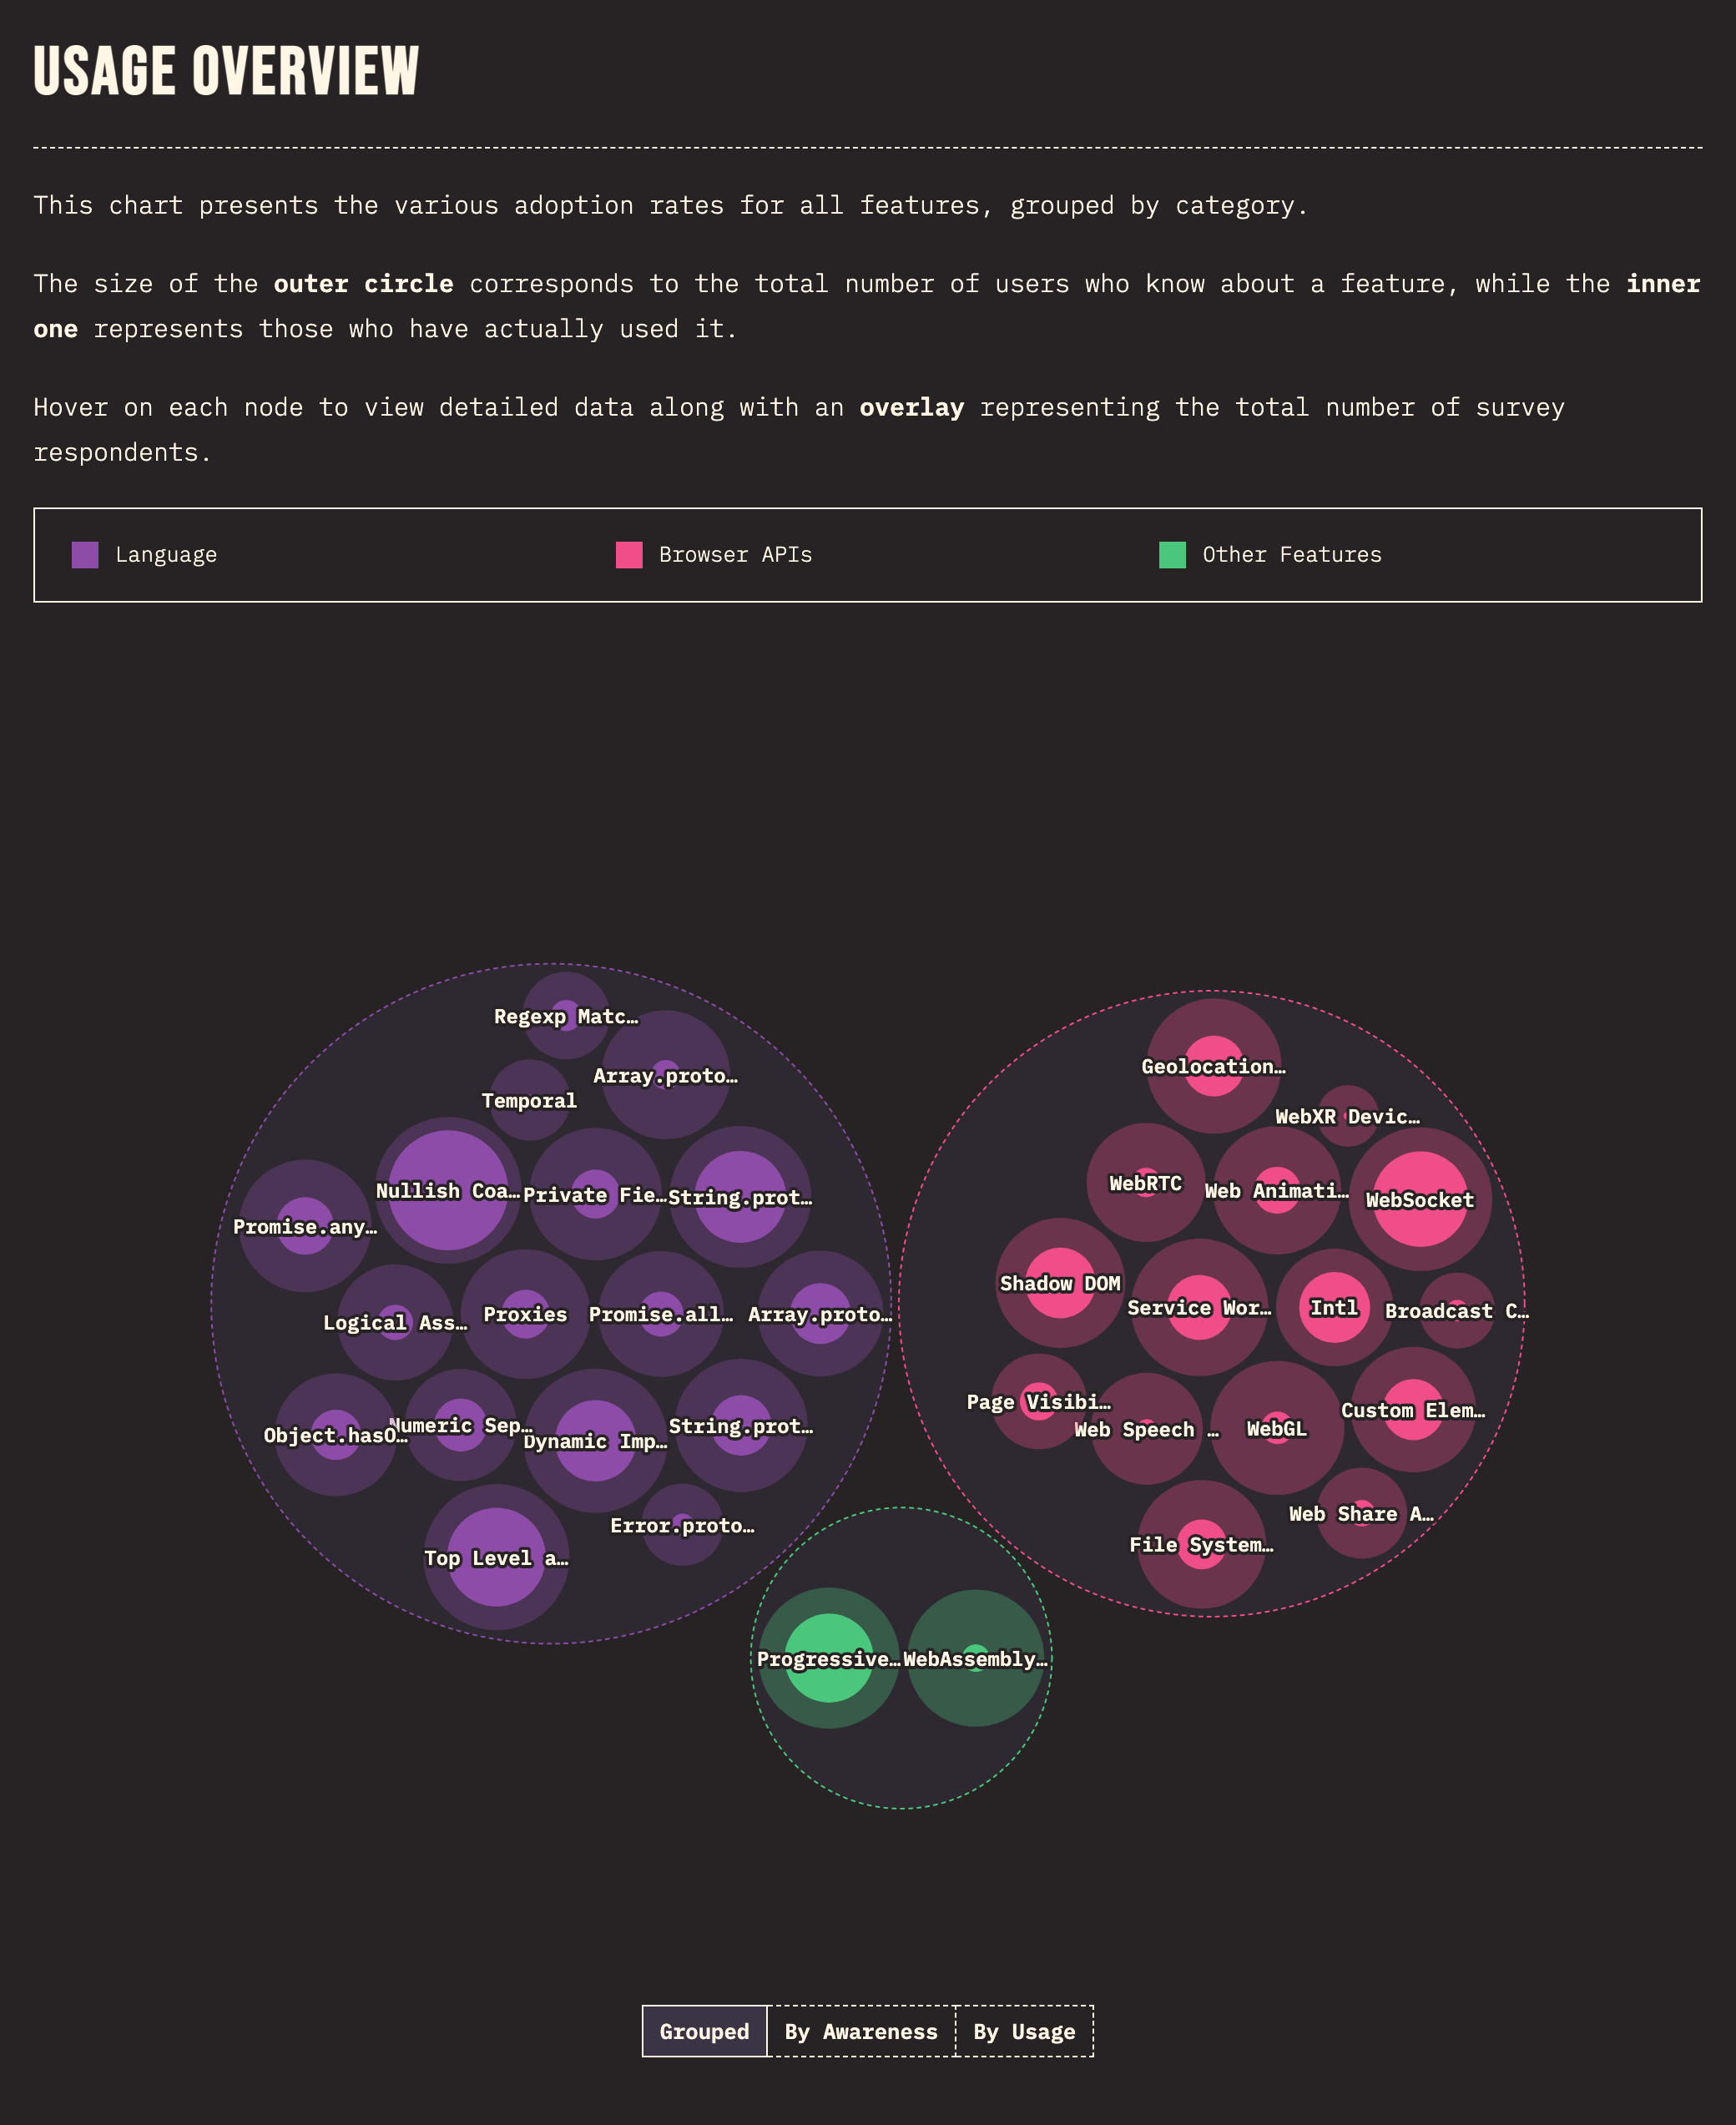 USAGE OVERVIEW
This chart presents the various adoption rates for all features, grouped by category.
The size of the outer circle corresponds to the total number of users who know about a feature, while the inner
one represents those who have actually used it.
Hover on each node to view detailed data along with an overlay representing the total number of survey
respondents.
Language
Browser APIs
Other Features
Regexp Matc…
Array.proto…
Temporal
Nullish Coa…
Private Fie…
String.prot…
Promise.any…
Logical Ass…
Proxies
Promise.all…
Array.proto…
Object.hasO…
Numeric Sep…
Dynamic Imp…
String.prot…
Top Level a…
Error.proto…
Geolocation…
WebXR Devic…
WebRTC
Web Animati…
WebSocket
Shadow DOM
Service Wor…
Intl
Broadcast C…
Page Visibi…
Web Speech …
WebGL
Custom Elem…
Web Share A…
File System…
Progressive…
WebAssembly…
Grouped
By Awareness
By Usage